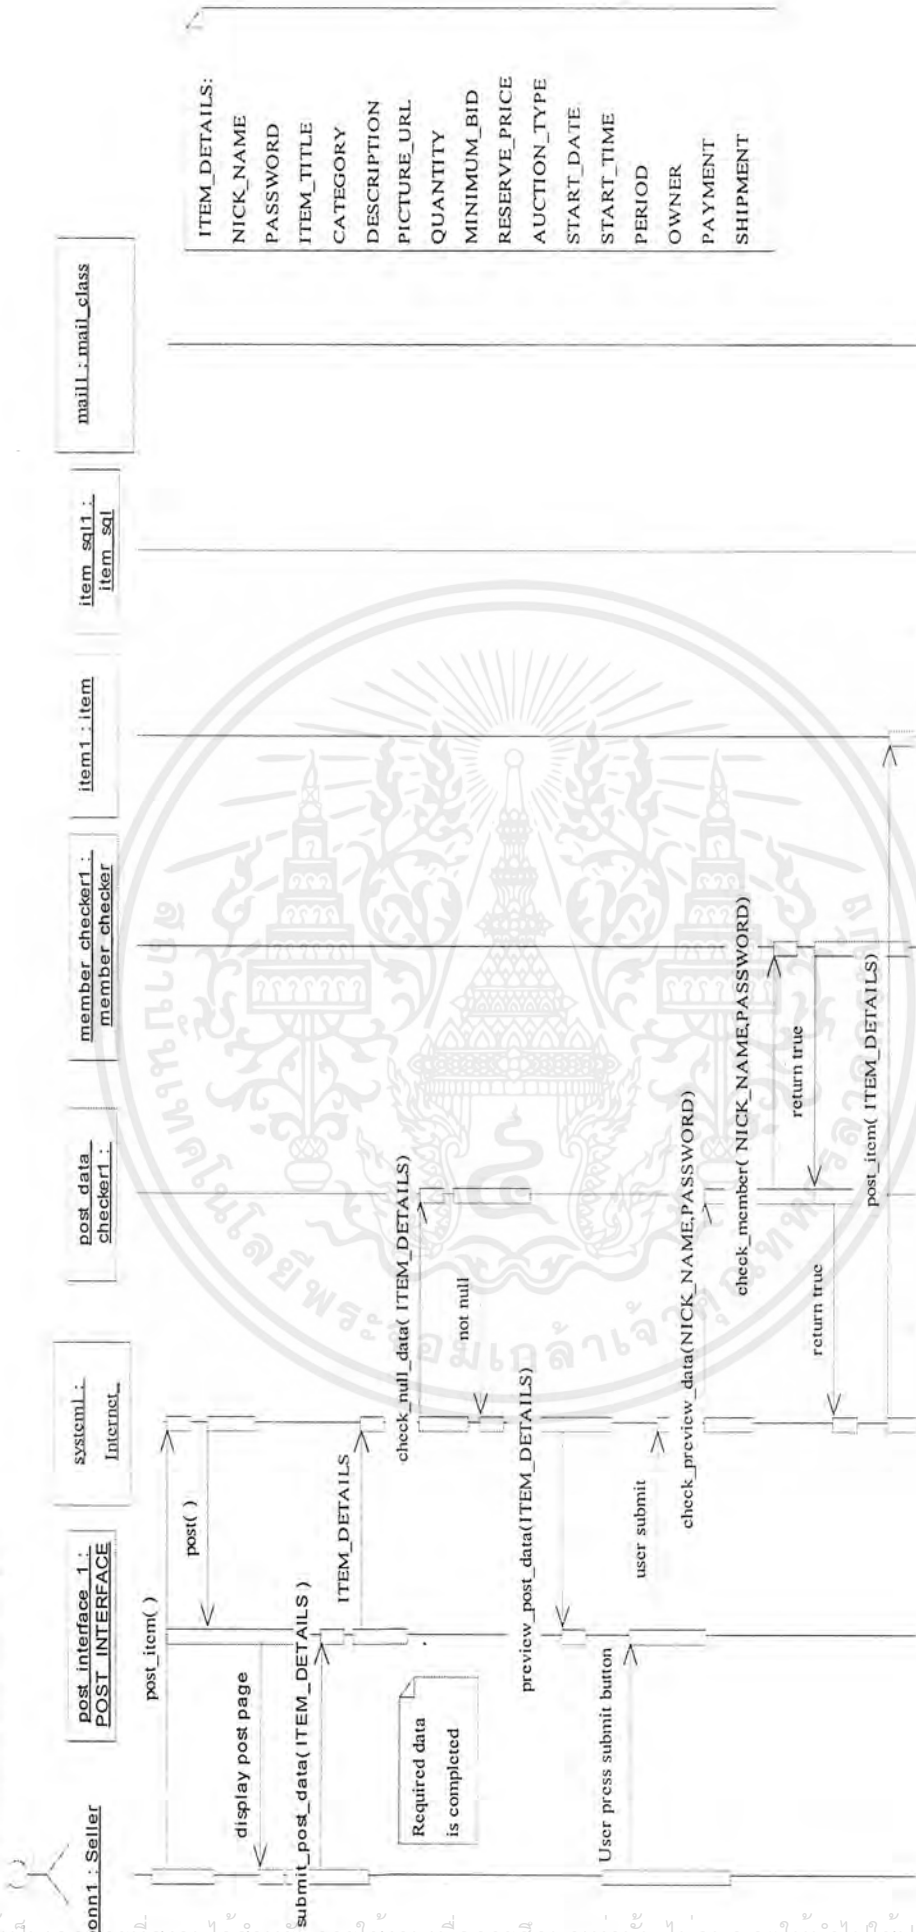 onn1 : Seller
post_interface_1 :
POST_INTERFACE
system1 :
Internet_
post_data_
checker1 :
member_checker1 :
member_checker
item1 : item
item_sql1 :
item_sql
mail1 : mail_class
post_item( )
post( )
display post page
submit_post_data( ITEM_DETAILS )
ITEM_DETAILS
check_null_data( ITEM_DETAILS)
not null
Required data
is completed
preview_post_data(ITEM_DETAILS)
User press submit button
user submit
check_preview_data(NICK_NAME,PASSWORD)
check_member( NICK_NAME,PASSWORD)
return true
return true
post_item( ITEM_DETAILS)
ITEM_DETAILS:
NICK_NAME
PASSWORD
ITEM_TITLE
CATEGORY
DESCRIPTION
PICTURE_URL
QUANTITY
MINIMUM_BID
RESERVE_PRICE
AUCTION_TYPE
START_DATE
START_TIME
PERIOD
OWNER
PAYMENT
SHIPMENT